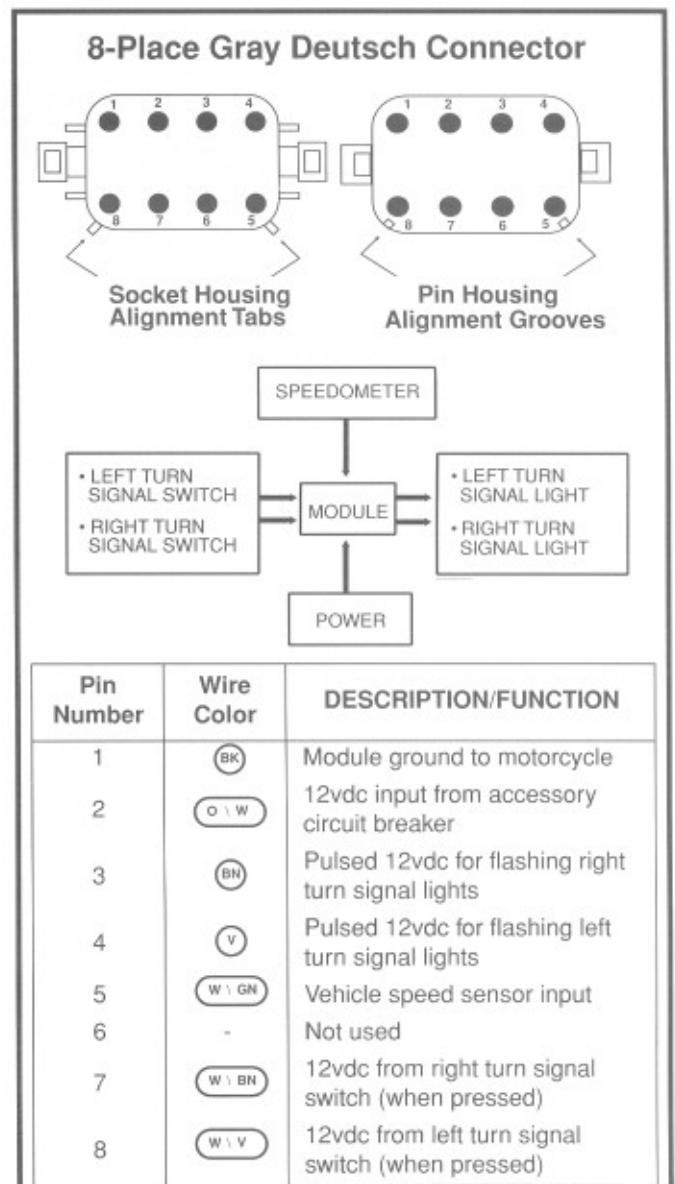 8-Place Gray Deutsch Connector
1 2 3 4
1 2 3 4
8 7 6 5
8 7 6 5
Socket Housing
Alignment Tabs
Pin Housing
Alignment Grooves
SPEEDOMETER
• LEFT TURN
SIGNAL SWITCH
• RIGHT TURN
SIGNAL SWITCH
MODULE
• LEFT TURN
SIGNAL LIGHT
• RIGHT TURN
SIGNAL LIGHT
POWER
Pin
Number
Wire
Color
DESCRIPTION/FUNCTION
1 BK Module ground to motorcycle
2 O \ W 12vdc input from accessory
circuit breaker
3 BN Pulsed 12vdc for flashing right
turn signal lights
4 V Pulsed 12vdc for flashing left
turn signal lights
5 W \ GN Vehicle speed sensor input
6 - Not used
7 W \ BN 12vdc from right turn signal
switch (when pressed)
8 W \ V 12vdc from left turn signal
switch (when pressed)